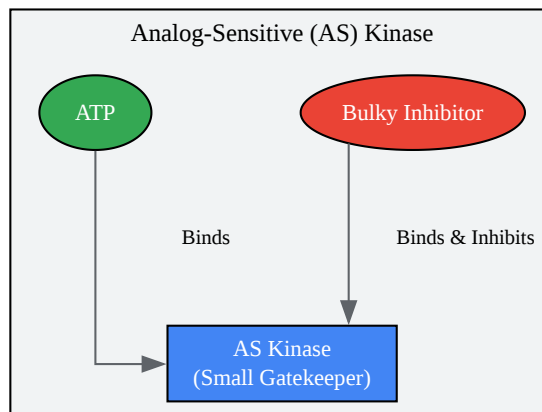 Analog-Sensitive (AS) Kinase
ATP
Bulky Inhibitor
Binds
Binds & Inhibits
AS Kinase
(Small Gatekeeper)